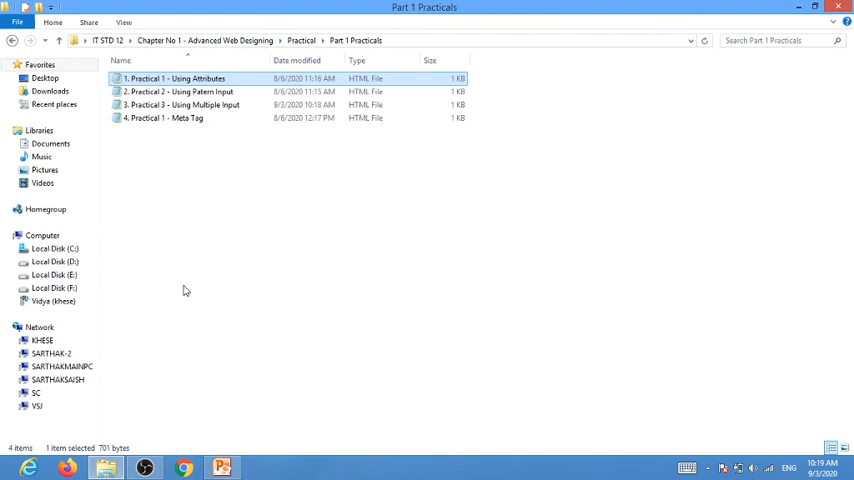 Part 1 Practicals
File Home Share View
IT STD 12 Chapter No 1 - Advanced Web Designing Practical Part 1 Practicals Search Part 1 Practicals
Name Date modified Type Size
Favorites
Desktop
Downloads
Recent places
Libraries
Documents
Music
Pictures
Videos
Homegroup
Computer
Local Disk (C:)
Local Disk (D:)
Local Disk (E:)
Local Disk (F:)
Vidya (khese)
Network
KHESE
SARTHAK-2
SARTHAKMAINPC
SARTHAKSAISH
SC
VSJ
1. Practical 1 - Using Attributes 8/6/2020 11:16 AM HTML File 1 KB
2. Practical 2 - Using Patern Input 8/6/2020 11:15 AM HTML File 1 KB
3. Practical 3 - Using Multiple Input 9/3/2020 10:18 AM HTML File 1 KB
4. Practical 1 - Meta Tag 8/6/2020 12:17 PM HTML File 1 KB
4 items 1 item selected 701 bytes
ENG 10:19 AM
9/3/2020